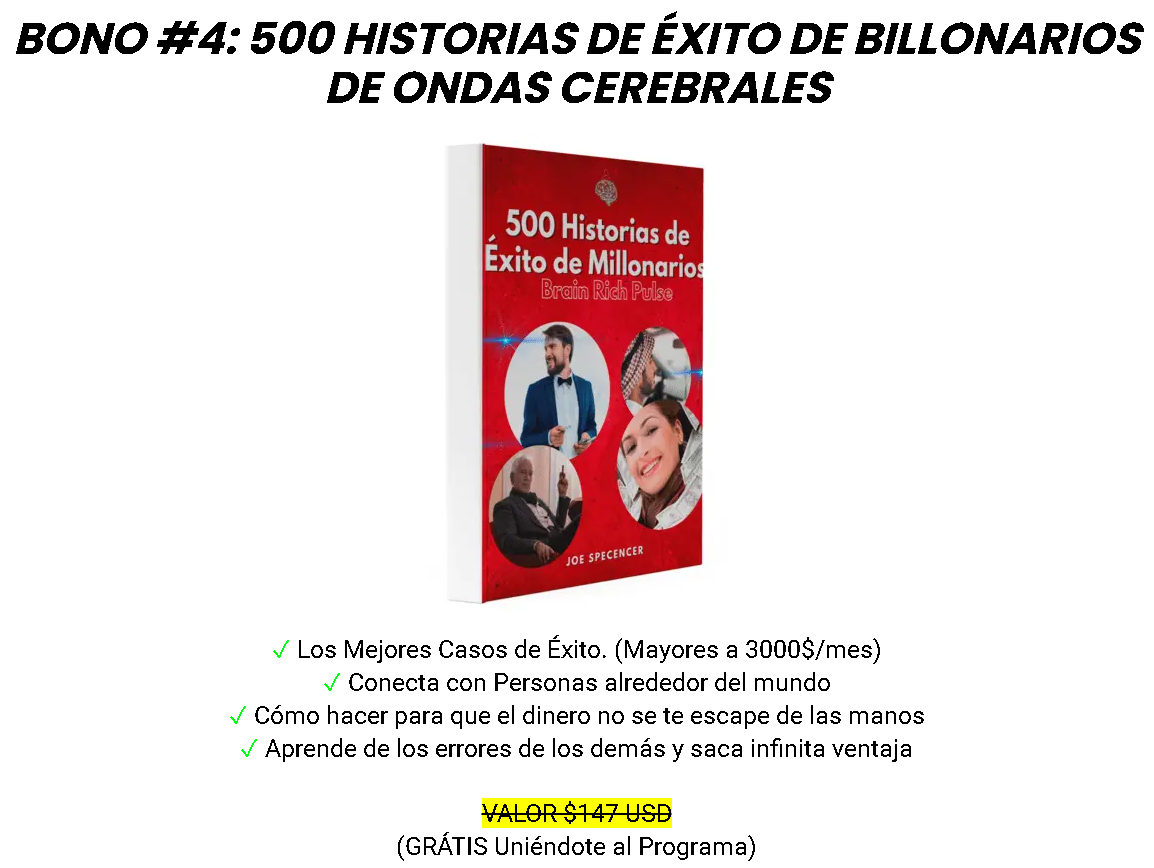 BONO #4: 500 HISTORIAS DE ÉXITO DE BILLONARIOS
DE ONDAS CEREBRALES
500 Historias de
Éxito de Millonarios
Brain Rich Pulse
JOE SPECENCER
✓ Los Mejores Casos de Éxito. (Mayores a 3000$/mes)
✓ Conecta con Personas alrededor del mundo
✓ Cómo hacer para que el dinero no se te escape de las manos
✓ Aprende de los errores de los demás y saca infinita ventaja
VALOR $147 USD
(GRÁTIS Uniéndote al Programa)